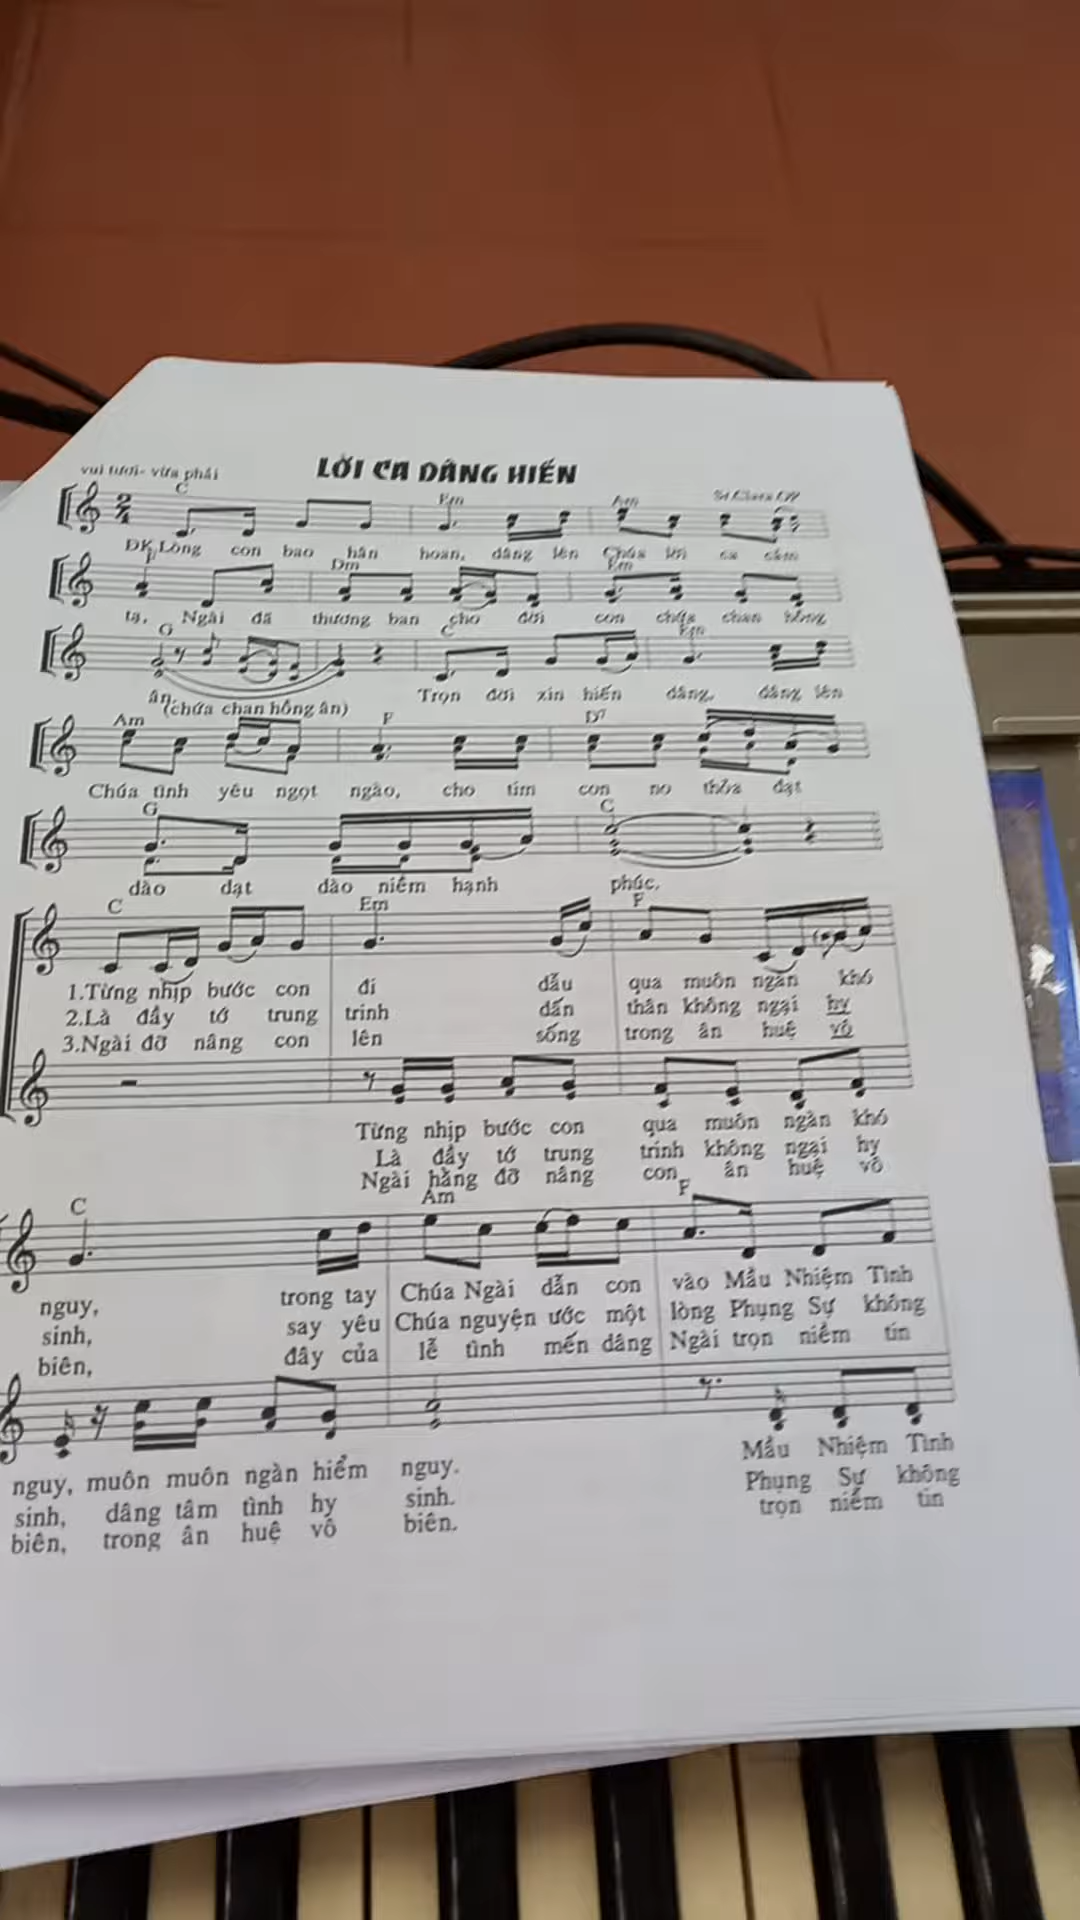 LỜI CA DÂNG HIẾN
vui tươi- vừa phải
C Em Am
ĐK.Lòng con bao hân hoan, dâng lên Chúa lời ca cảm
F Dm Em
tạ, Ngài đã thương ban cho đời con chứa chan hồng
G C Em
ân. Trọn đời xin hiến dâng, dâng lên
(chứa chan hồng ân)
Am F D7
Chúa tình yêu ngọt ngào, cho tim con no thỏa đạt
G C
dào dạt dào niềm hạnh phúc.
C Em F
1.Từng nhịp bước con đi dẫu qua muôn ngàn khó
2.Là đầy tớ trung trinh dấn thân không ngại hy
3.Ngài đỡ nâng con lên sống trong ân huệ vô
Từng nhịp bước con qua muôn ngàn khó
Là đầy tớ trung trinh không ngại hy
Ngài hằng đỡ nâng con ân huệ vô
C Am F
nguy, trong tay Chúa Ngài dẫn con vào Mầu Nhiệm Tình
sinh, say yêu Chúa nguyện ước một lòng Phụng Sự không
biên, đây của lễ tình mến dâng Ngài trọn niềm tin
nguy, muôn muôn ngàn hiểm nguy. Mầu Nhiệm Tình
sinh, dâng tâm tình hy sinh. Phụng Sự không
biên, trong ân huệ vô biên. trọn niềm tin